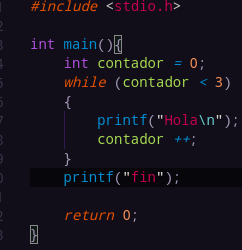 #include <stdio.h>
int main(){
int contador = 0;
while (contador < 3)
{
printf("Hola\n");
contador ++;
}
printf("fin");
return 0;
}